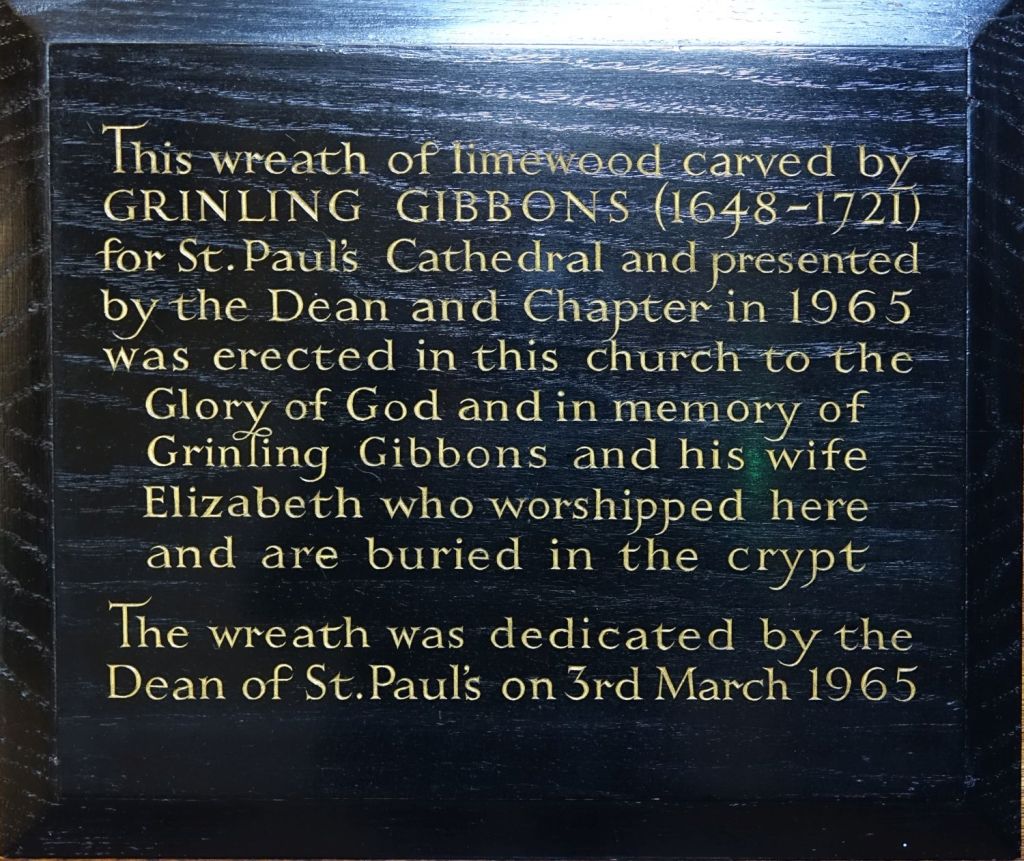 This wreath of limewood carved by
GRINLING GIBBONS (1648-1721)
for St. Paul's Cathedral and presented
by the Dean and Chapter in 1965
was erected in this church to the
Glory of God and in memory of
Grinling Gibbons and his wife
Elizabeth who worshipped here
and are buried in the crypt
The wreath was dedicated by the
Dean of St. Paul's on 3rd March 1965